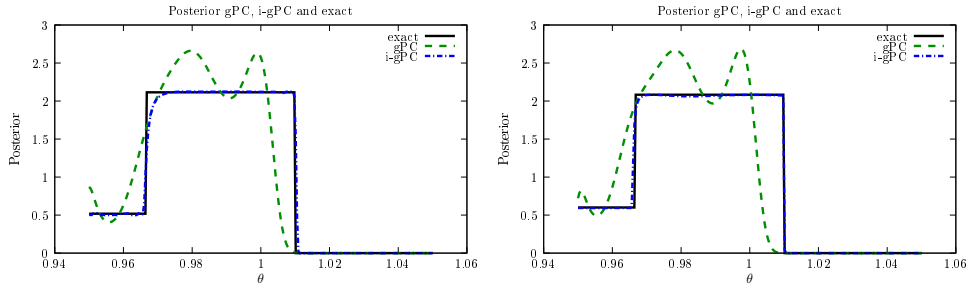 Posterior gPC, i-gPC and exact
3
2.5
2
1.5
1
0.5
0
Posterior
exact
gPC
i-gPC
0.94 0.96 0.98 1 1.02 1.04 1.06
θ
Posterior gPC, i-gPC and exact
3
2.5
2
1.5
1
0.5
0
Posterior
exact
gPC
i-gPC
0.94 0.96 0.98 1 1.02 1.04 1.06
θ